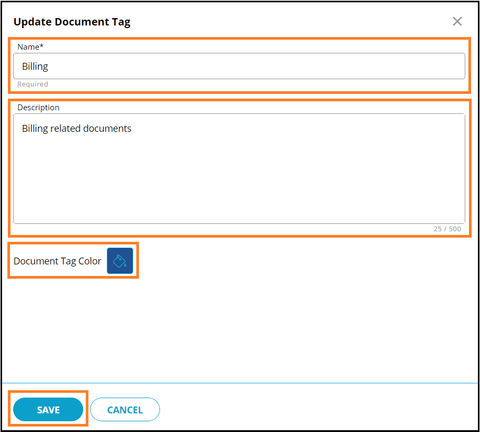 Update Document Tag
Name*
Billing
Required
Description
Billing related documents
25 / 500
Document Tag Color
SAVE
CANCEL